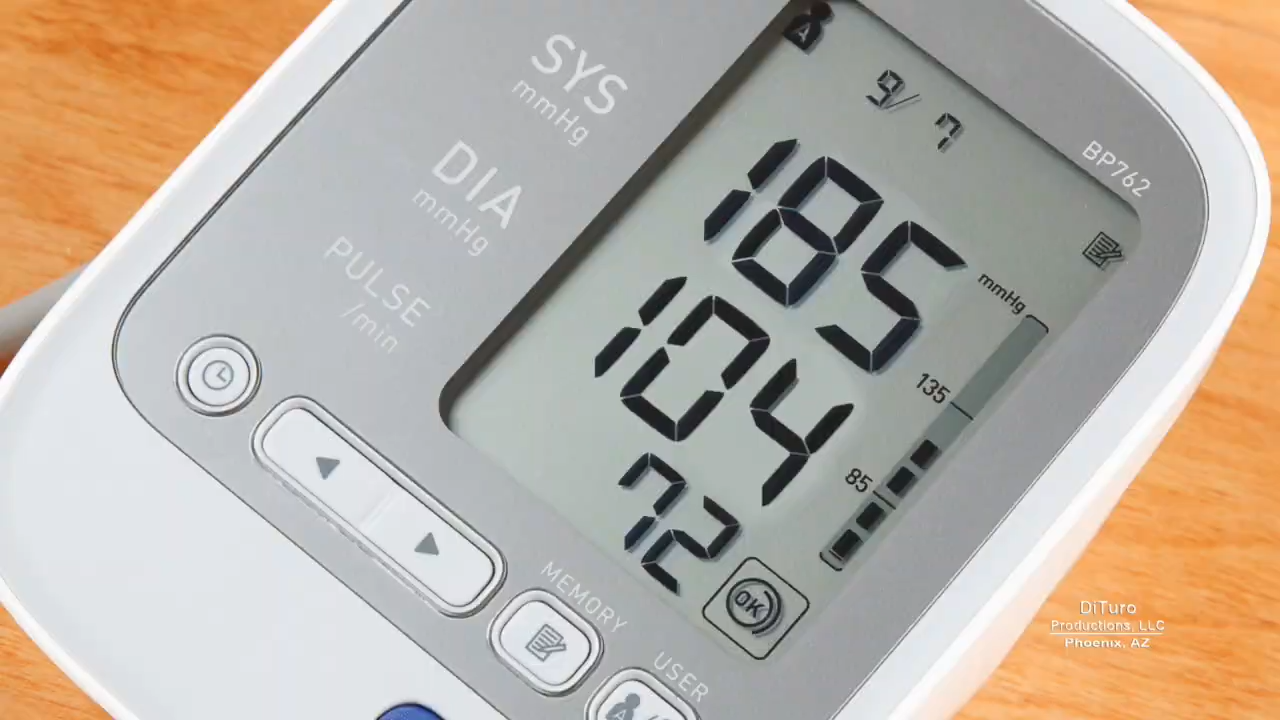 SYS
mmHg
DIA
mmHg
PULSE
/min
A
9/ 7
185
104
72
mmHg
135
85
OK
BP762
MEMORY
USER
A/
DiTuro
Productions, LLC
Phoenix, AZ